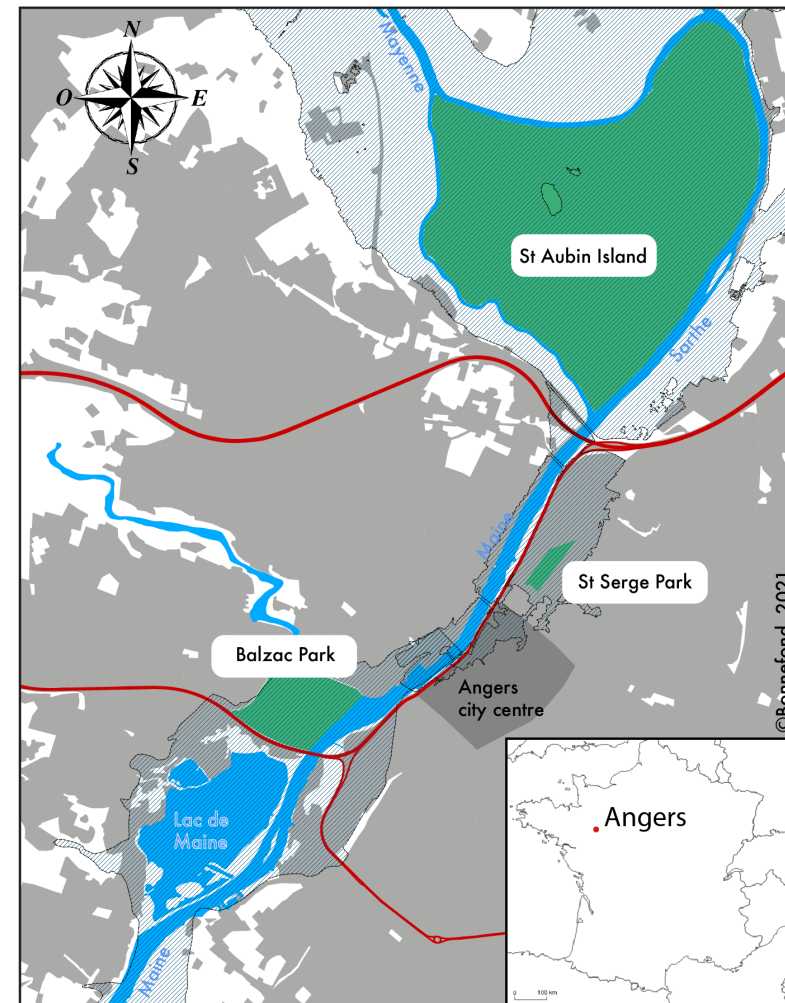 N
O
E
S
Mayenne
St Aubin Island
Sarthe
Maine
St Serge Park
Balzac Park
Angers
city centre
©Bonnefond, 2021
Lac de
Maine
Maine
Angers
0 100 km